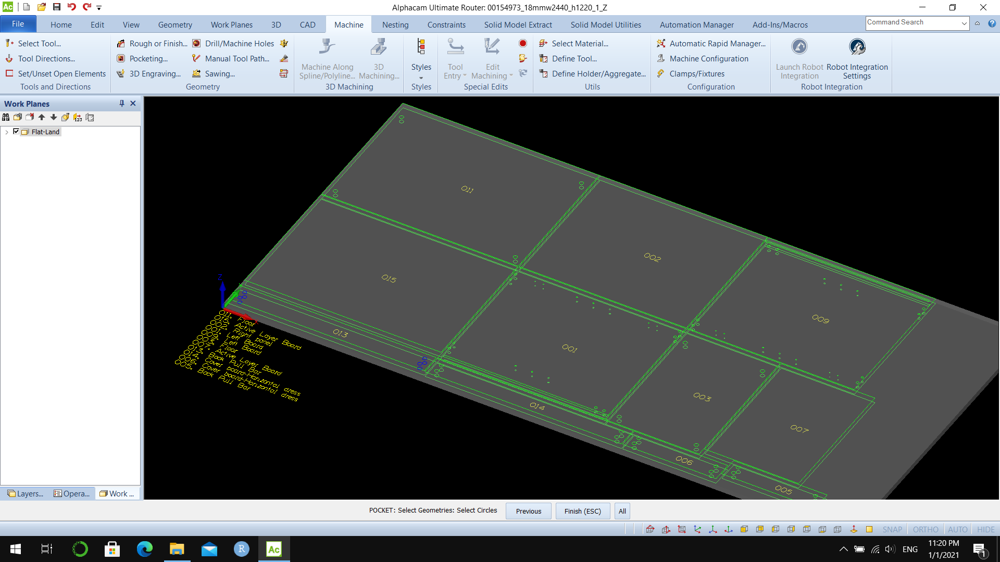 Ac
Alphacam Ultimate Router: 00154973_18mmw2440_h1220_1_Z
File Home Edit View Geometry Work Planes 3D CAD Machine Nesting Constraints Solid Model Extract Solid Model Utilities Automation Manager Add-Ins/Macros Command Search
Select Tool...
Tool Directions...
Set/Unset Open Elements
Tools and Directions
Rough or Finish... Drill/Machine Holes
Pocketing... Manual Tool Path...
3D Engraving... Sawing...
Geometry
Machine Along Spline/Polyline...
3D Machining...
3D Machining
Styles
Styles
Tool Entry
Edit Machining
Special Edits
Select Material...
Define Tool...
Define Holder/Aggregate...
Utils
Automatic Rapid Manager...
Machine Configuration
Clamps/Fixtures
Configuration
Launch Robot Integration
Robot Integration Settings
Robot Integration
Work Planes
123
Flat-Land
011
002
015
009
013
001
003
014
007
006
005
Z
X
011. Floor
015. Active Layer Board
002. Right panel
001. Left Board
009. Left Board
003. Floor Board
007. Active Layer Board
013. Back Pull Bar
014. Cover board-Horizontal dress
006. Cover board-Horizontal dress
005. Back Pull Bar
Layers... Opera... Work ...
POCKET: Select Geometries: Select Circles Previous Finish (ESC) All
SNAP ORTHO AUTO HIDE
R Ac ENG
11:20 PM
1/1/2021
1